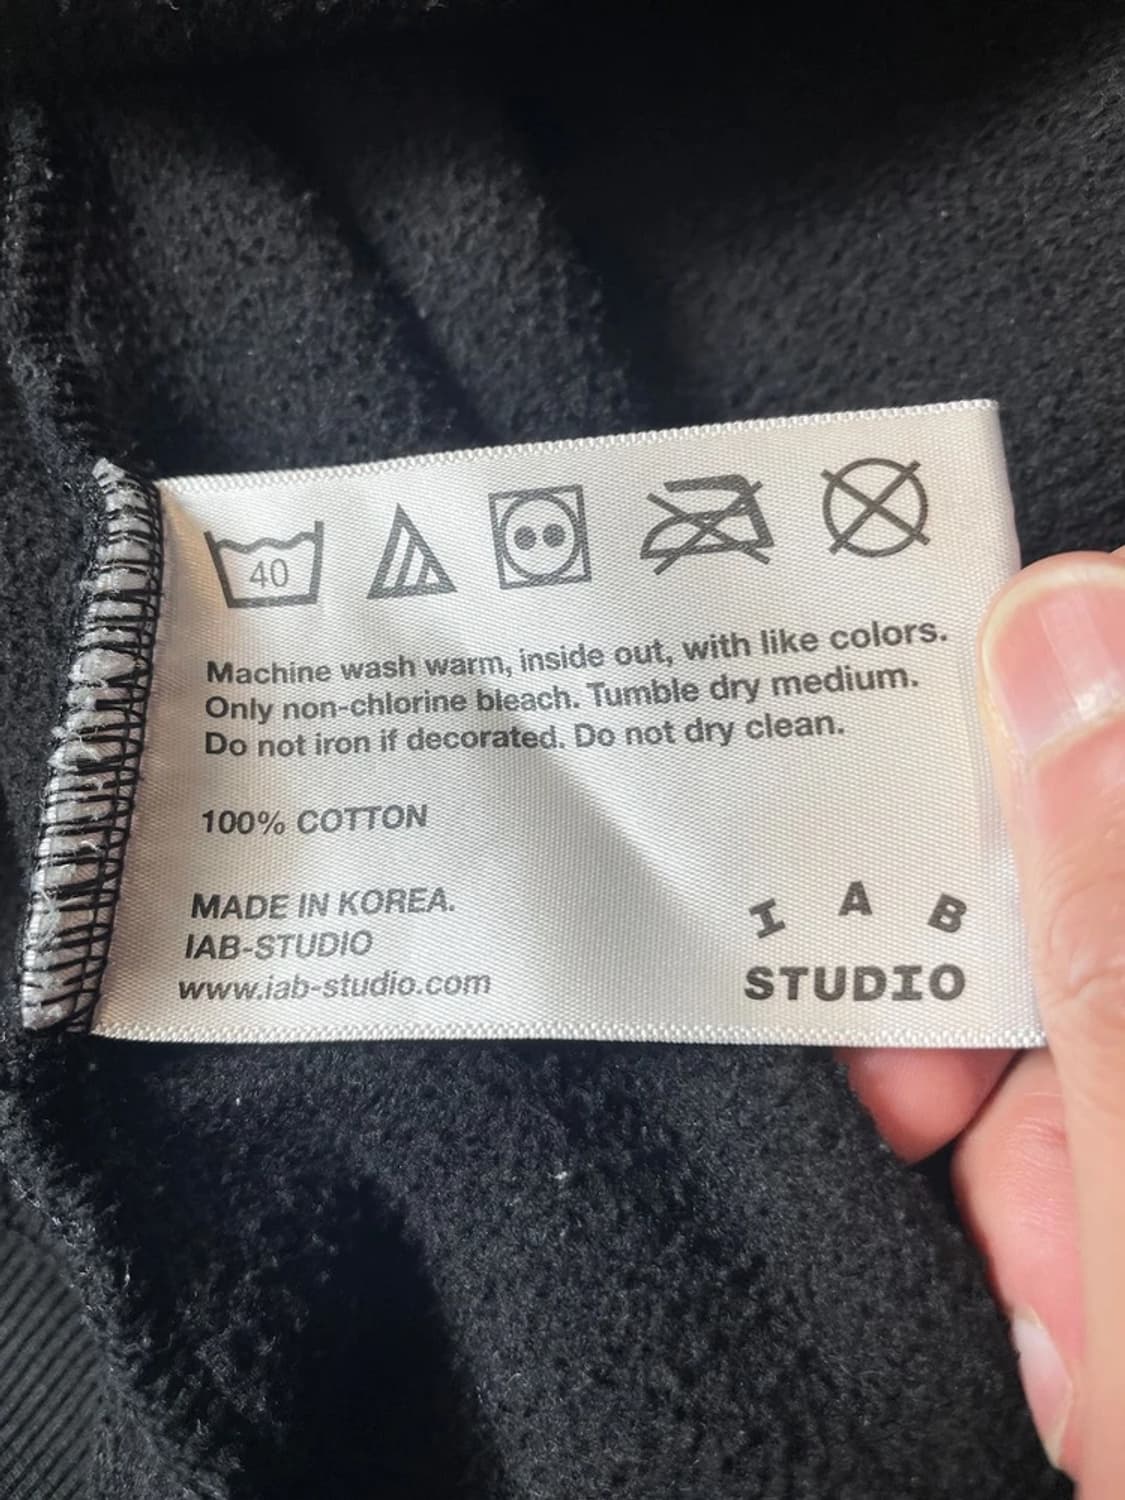 40
Machine wash warm, inside out, with like colors.
Only non-chlorine bleach. Tumble dry medium.
Do not iron if decorated. Do not dry clean.
100% COTTON
MADE IN KOREA.
IAB-STUDIO
www.iab-studio.com
I A B
STUDIO